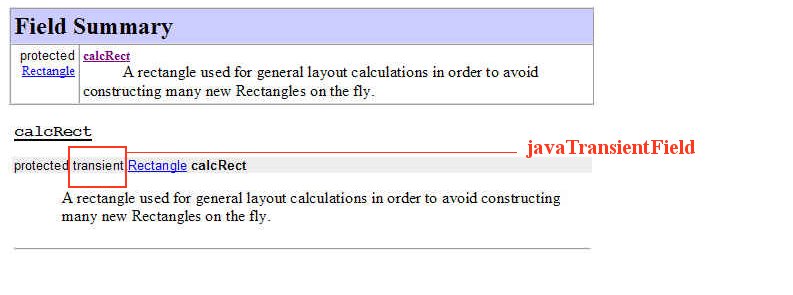 Field Summary
protected calcRect
Rectangle A rectangle used for general layout calculations in order to avoid
constructing many new Rectangles on the fly.
calcRect
javaTransientField
protected transient Rectangle calcRect
A rectangle used for general layout calculations in order to avoid constructing
many new Rectangles on the fly.